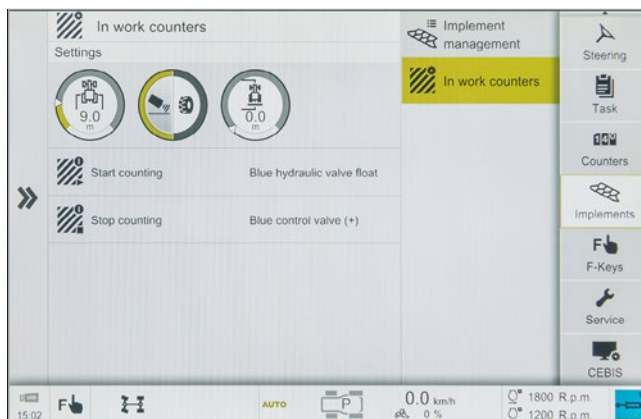 In work counters
Settings
9.0
m
0.0
m
Start counting
Blue hydraulic valve float
Stop counting
Blue control valve (+)
Implement
management
In work counters
Steering
Task
Counters
Implements
F
F-Keys
Service
CEBIS
15:02
F
AUTO
P
0.0 km/h
0 %
1800 R.p.m.
1200 R.p.m.